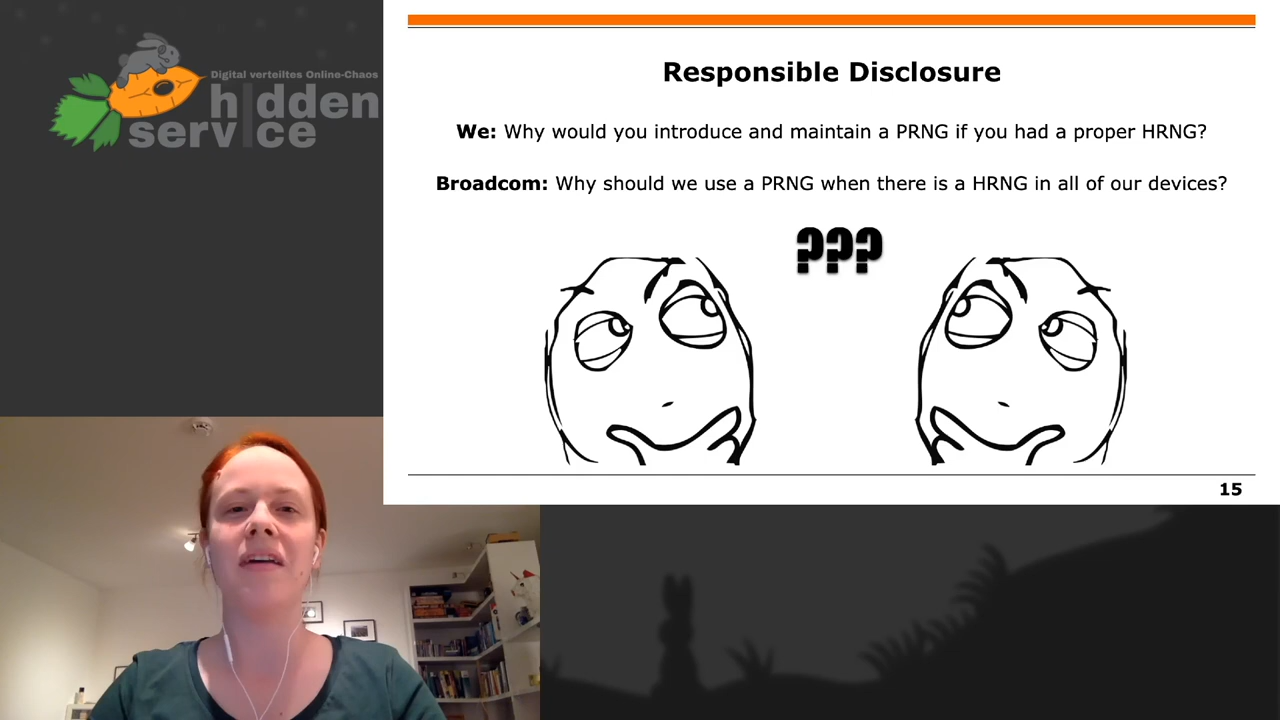 Digital verteiltes Online-Chaos
hidden
service
Responsible Disclosure
We: Why would you introduce and maintain a PRNG if you had a proper HRNG?
Broadcom: Why should we use a PRNG when there is a HRNG in all of our devices?
???
15